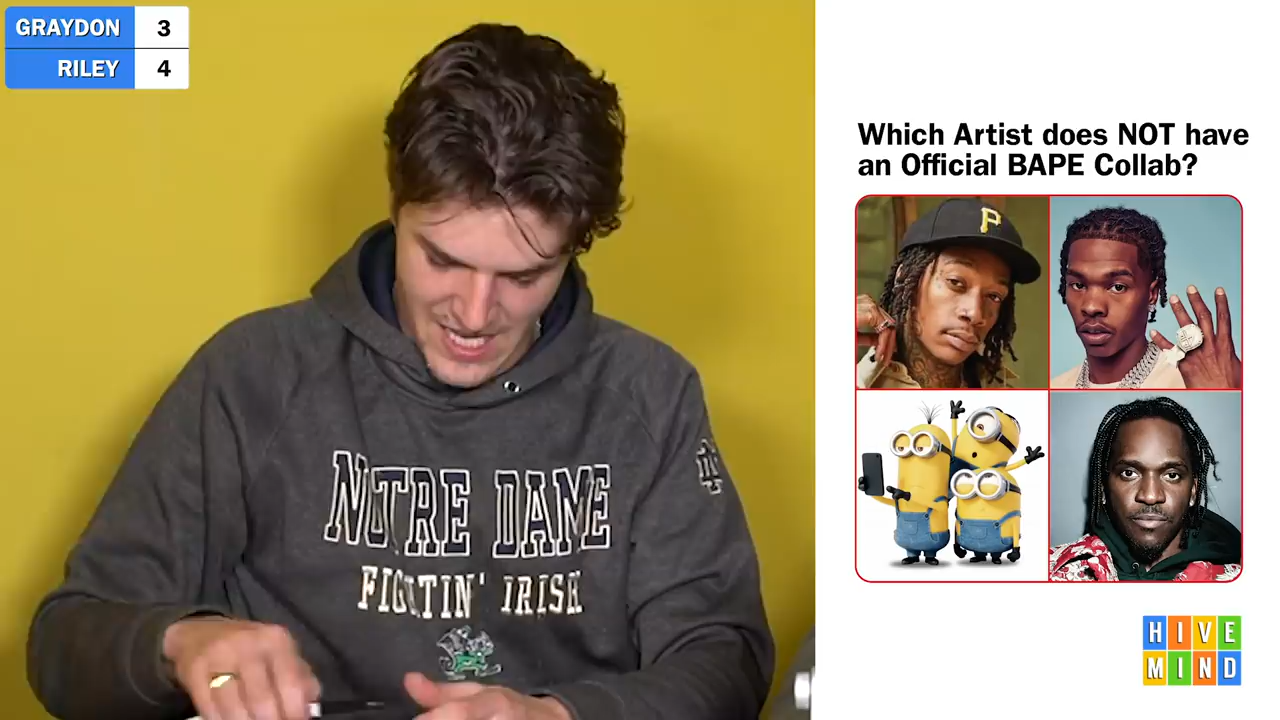 GRAYDON 3
RILEY 4
Which Artist does NOT have
an Official BAPE Collab?
P
NOTRE DAME
FIGHTIN' IRISH
ND
HIVE
MIND